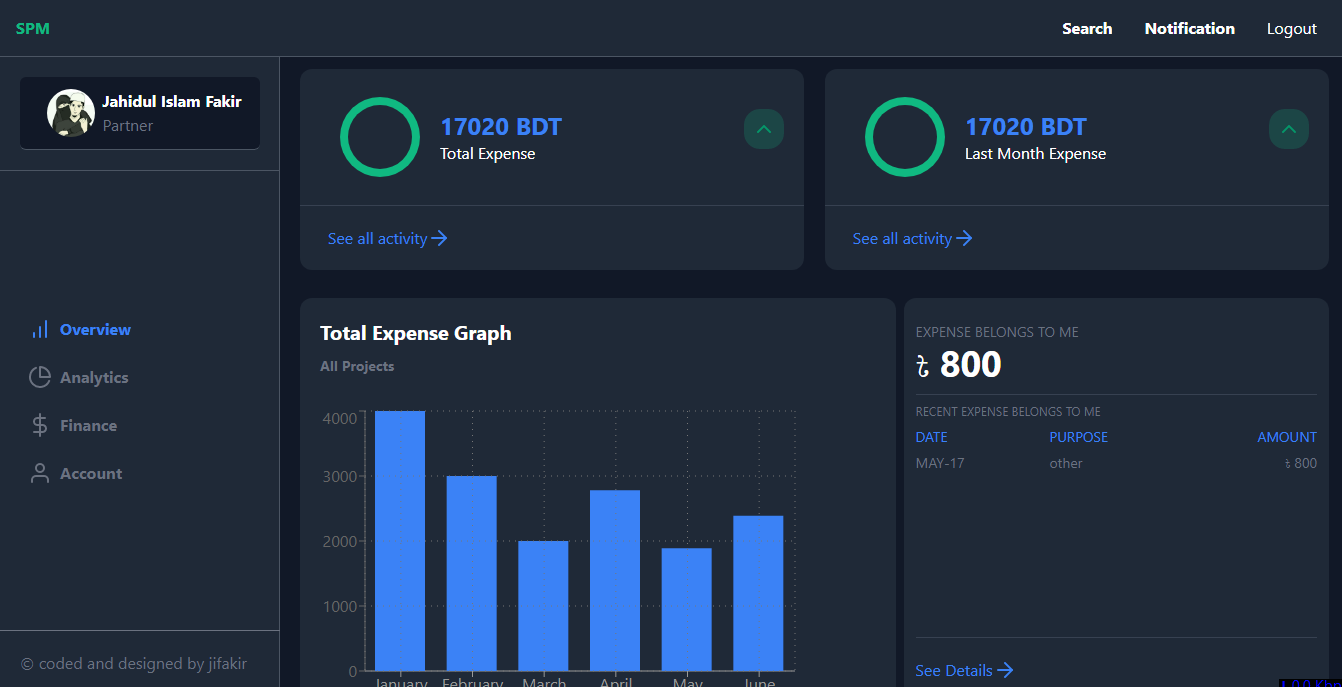 SPM
Search Notification Logout
Jahidul Islam Fakir
Partner
Overview
Analytics
Finance
Account
© coded and designed by jifakir
17020 BDT
Total Expense
See all activity
17020 BDT
Last Month Expense
See all activity
Total Expense Graph
All Projects
4000
3000
2000
1000
0
January February March April May June
EXPENSE BELONGS TO ME
৳ 800
RECENT EXPENSE BELONGS TO ME
DATE PURPOSE AMOUNT
MAY-17 other ৳ 800
See Details